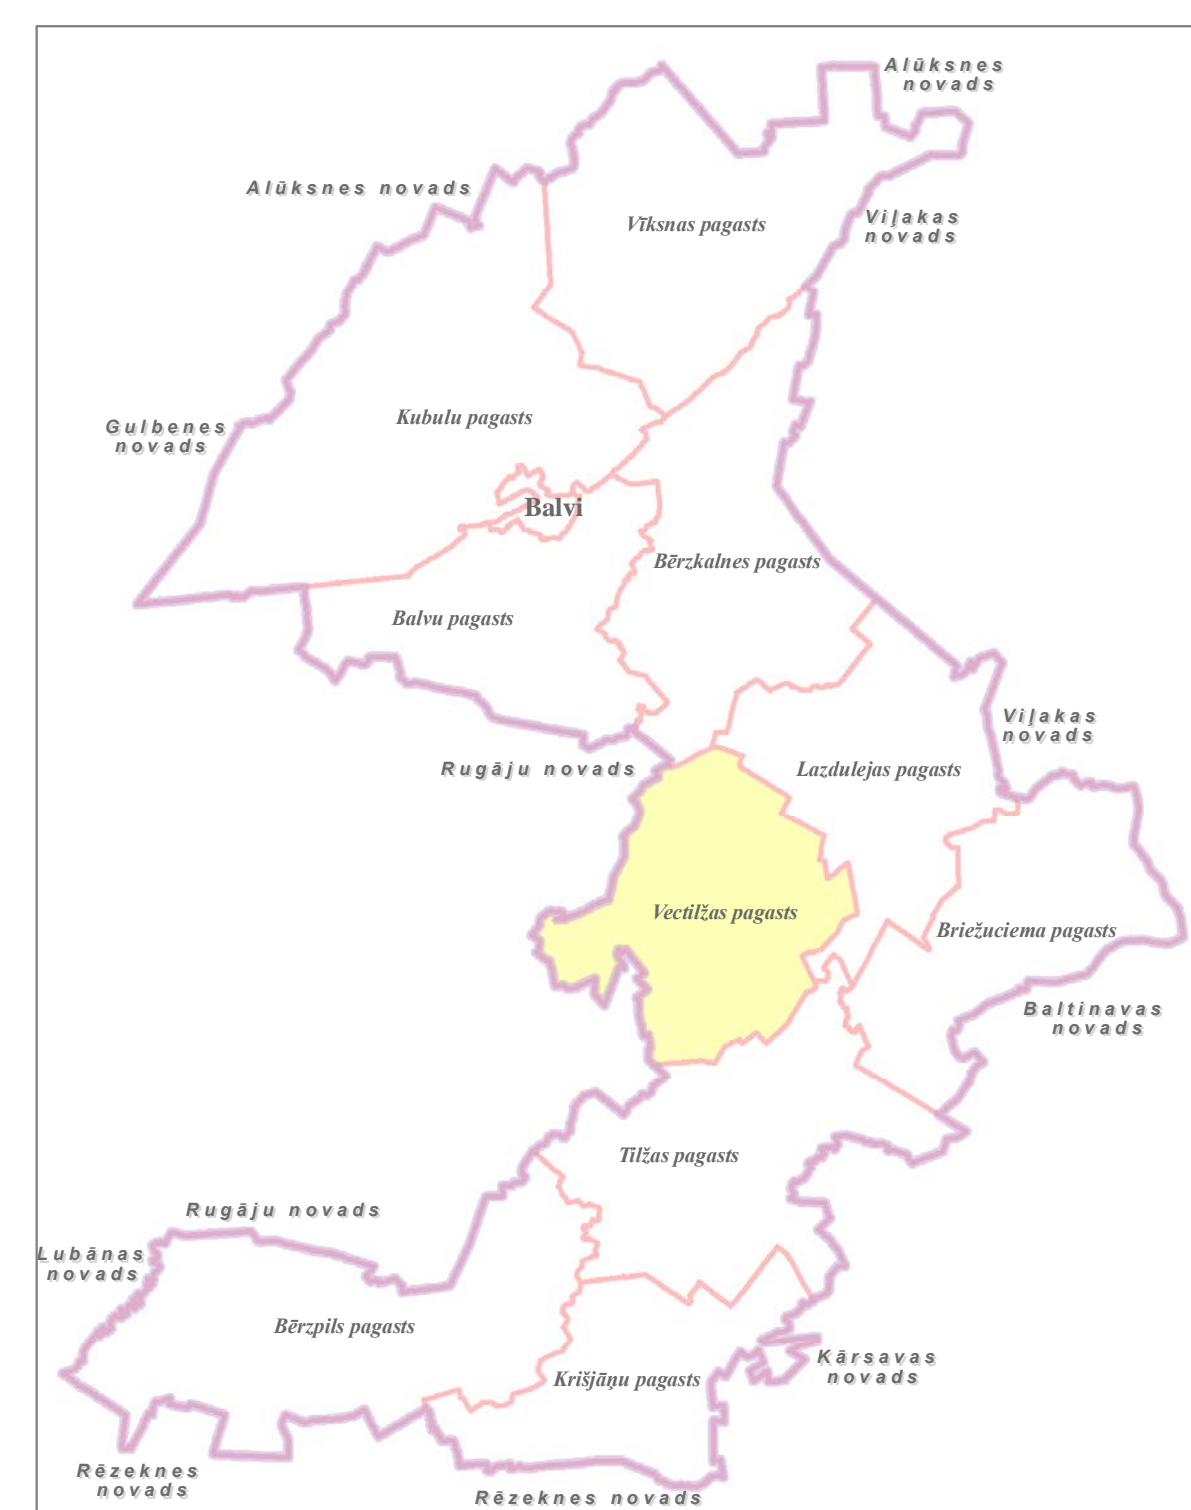 Alūksnes
novads
Alūksnes novads
Vīksnas pagasts
Viļakas
novads
Kubulu pagasts
Gulbenes
novads
Balvi
Bērzkalnes pagasts
Balvu pagasts
Viļakas
novads
Rugāju novads
Lazdulejas pagasts
Vectilžas pagasts
Briežuciema pagasts
Baltinavas
novads
Tilžas pagasts
Rugāju novads
Lubānas
novads
Bērzpils pagasts
Krišjāņu pagasts
Kārsavas
novads
Rēzeknes
novads
Rēzeknes novads